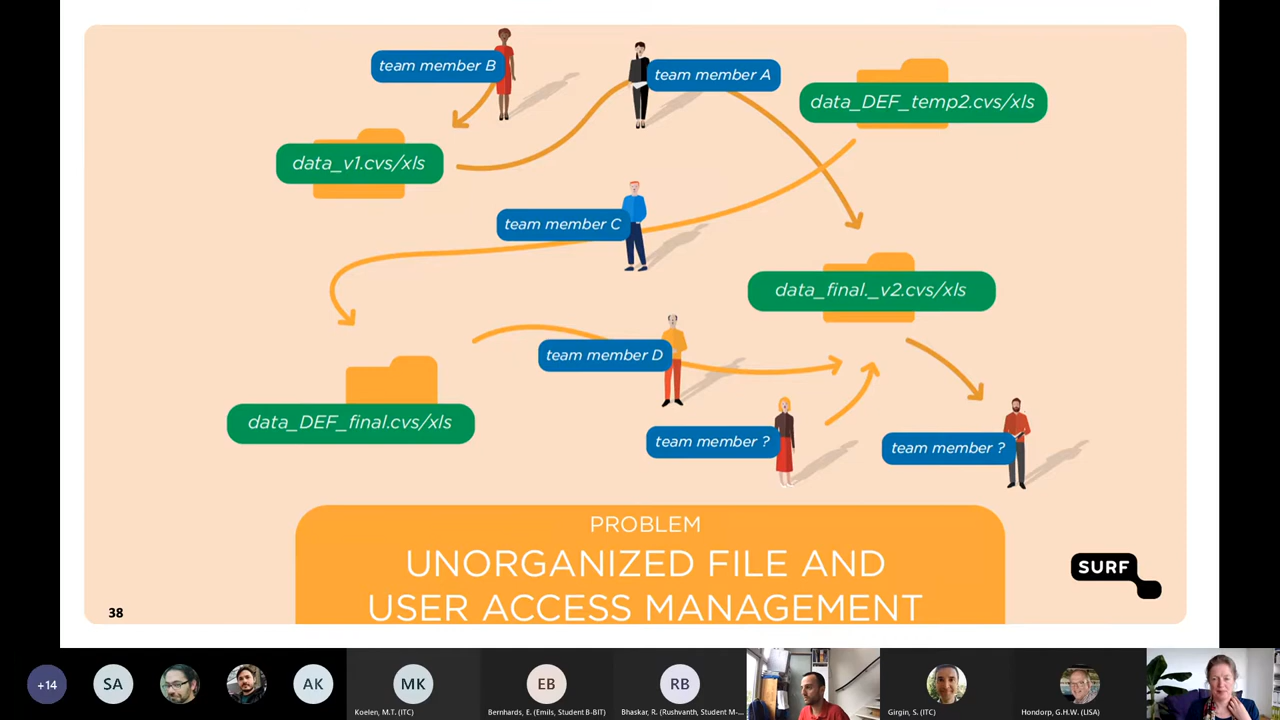 team member B
team member A
data_DEF_temp2.cvs/xls
data_v1.cvs/xls
team member C
data_final._v2.cvs/xls
team member D
data_DEF_final.cvs/xls
team member ?
team member ?
PROBLEM
UNORGANIZED FILE AND
USER ACCESS MANAGEMENT
SURF
38
+14
SA
AK
MK
EB
RB
Koelen, M.T. (ITC)
Bernhards, E. (Emils, Student B-BIT)
Bhaskar, R. (Rushvanth, Student M-...
Girgin, S. (ITC)
Hondorp, G.H.W. (LISA)